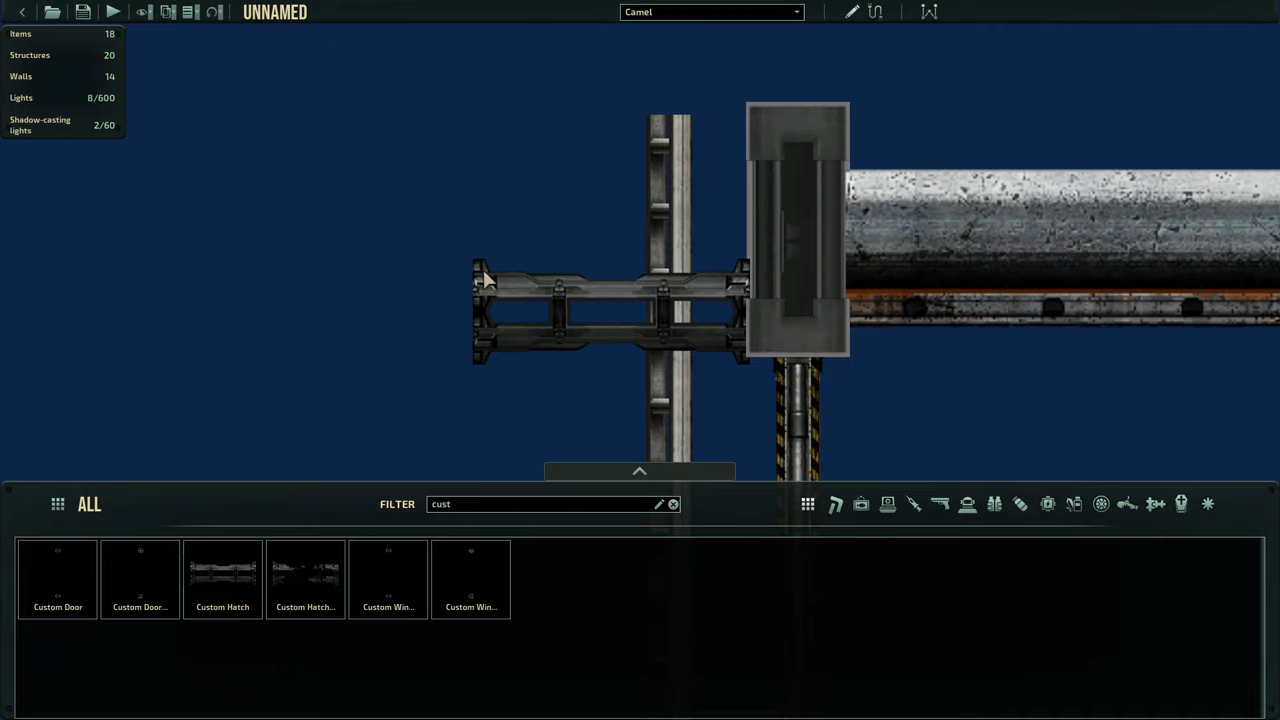 UNNAMED
Camel
Items 18
Structures 20
Walls 14
Lights 8/600
Shadow-casting
lights 2/60
ALL
FILTER cust
Custom Door
Custom Door...
Custom Hatch
Custom Hatch...
Custom Win...
Custom Win...